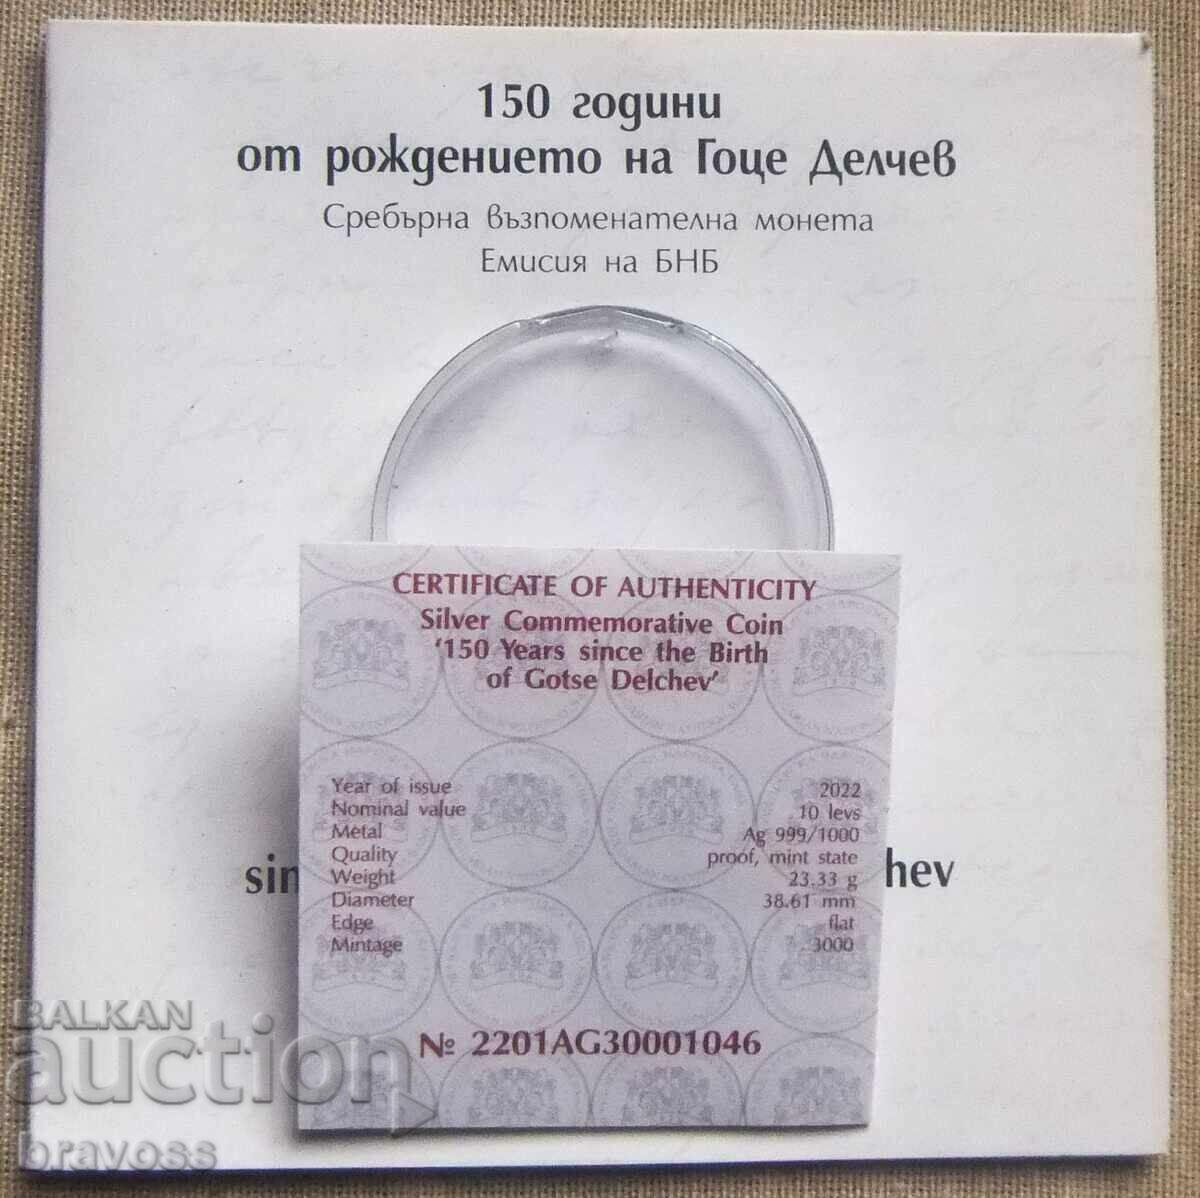 150 години
от рождението на Гоце Делчев
Сребърна възпоменателна монета
Емисия на БНБ
CERTIFICATE OF AUTHENTICITY
Silver Commemorative Coin
'150 Years since the Birth
of Gotse Delchev'
Year of issue 2022
Nominal value 10 levs
Metal Ag 999/1000
Quality proof, mint state
Weight 23.33 g
Diameter 38.61 mm
Edge flat
Mintage 3000
№ 2201AG30001046
sin hev
BALKAN
auction
bravoss